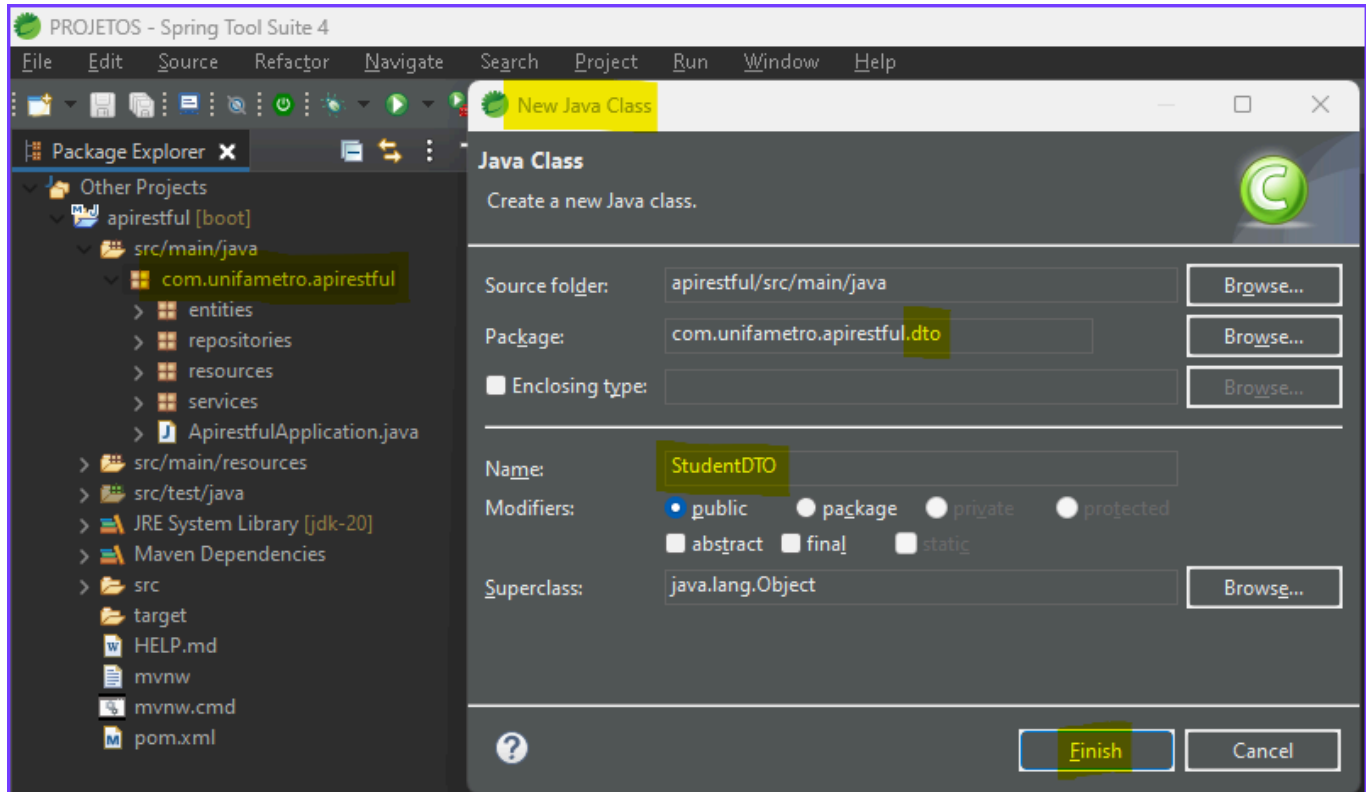 PROJETOS - Spring Tool Suite 4
File Edit Source Refactor Navigate Search Project Run Window Help
Package Explorer
Other Projects
apirestful [boot]
src/main/java
com.unifametro.apirestful
entities
repositories
resources
services
ApirestfulApplication.java
src/main/resources
src/test/java
JRE System Library [jdk-20]
Maven Dependencies
src
target
HELP.md
mvnw
mvnw.cmd
pom.xml
New Java Class
Java Class
Create a new Java class.
Source folder: apirestful/src/main/java Browse...
Package: com.unifametro.apirestful.dto Browse...
Enclosing type: Browse...
Name: StudentDTO
Modifiers: public package private protected
abstract final static
Superclass: java.lang.Object Browse...
? Finish Cancel